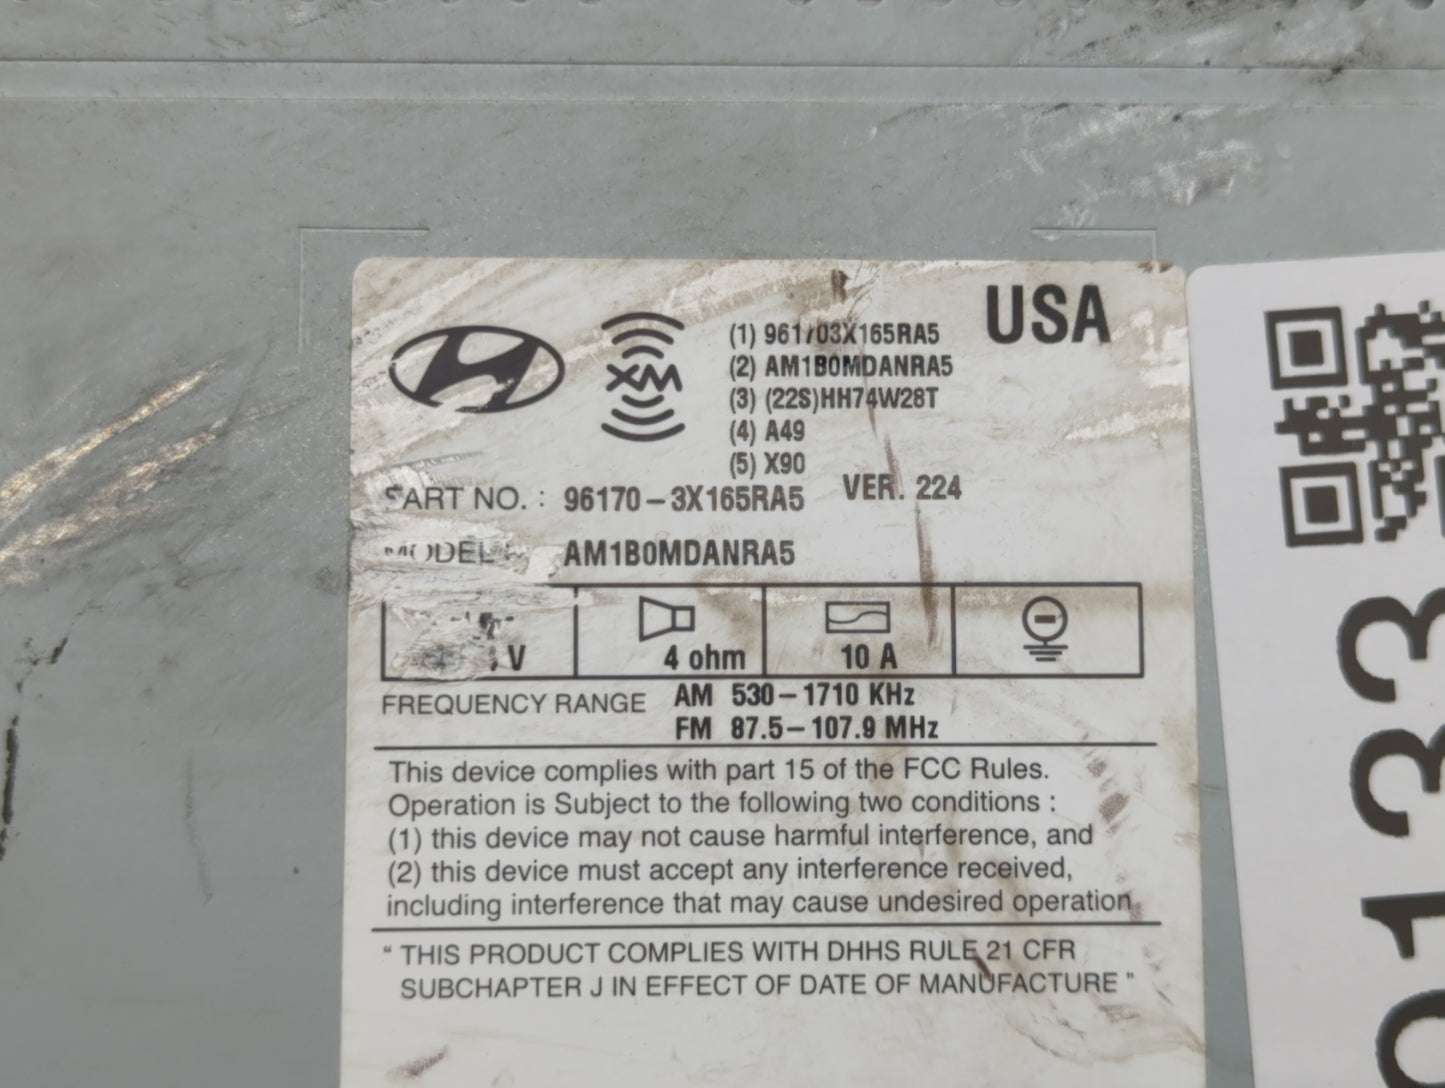 USA
XM
(1) 961703X165RA5
(2) AM1B0MDANRA5
(3) (22S)HH74W28T
(4) A49
(5) X90
PART NO. : 96170-3X165RA5 VER. 224
MODEL AM1B0MDANRA5
V 4 ohm 10 A
FREQUENCY RANGE AM 530-1710 KHz
FM 87.5-107.9 MHz
This device complies with part 15 of the FCC Rules.
Operation is Subject to the following two conditions :
(1) this device may not cause harmful interference, and
(2) this device must accept any interference received,
including interference that may cause undesired operation.
" THIS PRODUCT COMPLIES WITH DHHS RULE 21 CFR
SUBCHAPTER J IN EFFECT OF DATE OF MANUFACTURE "
133